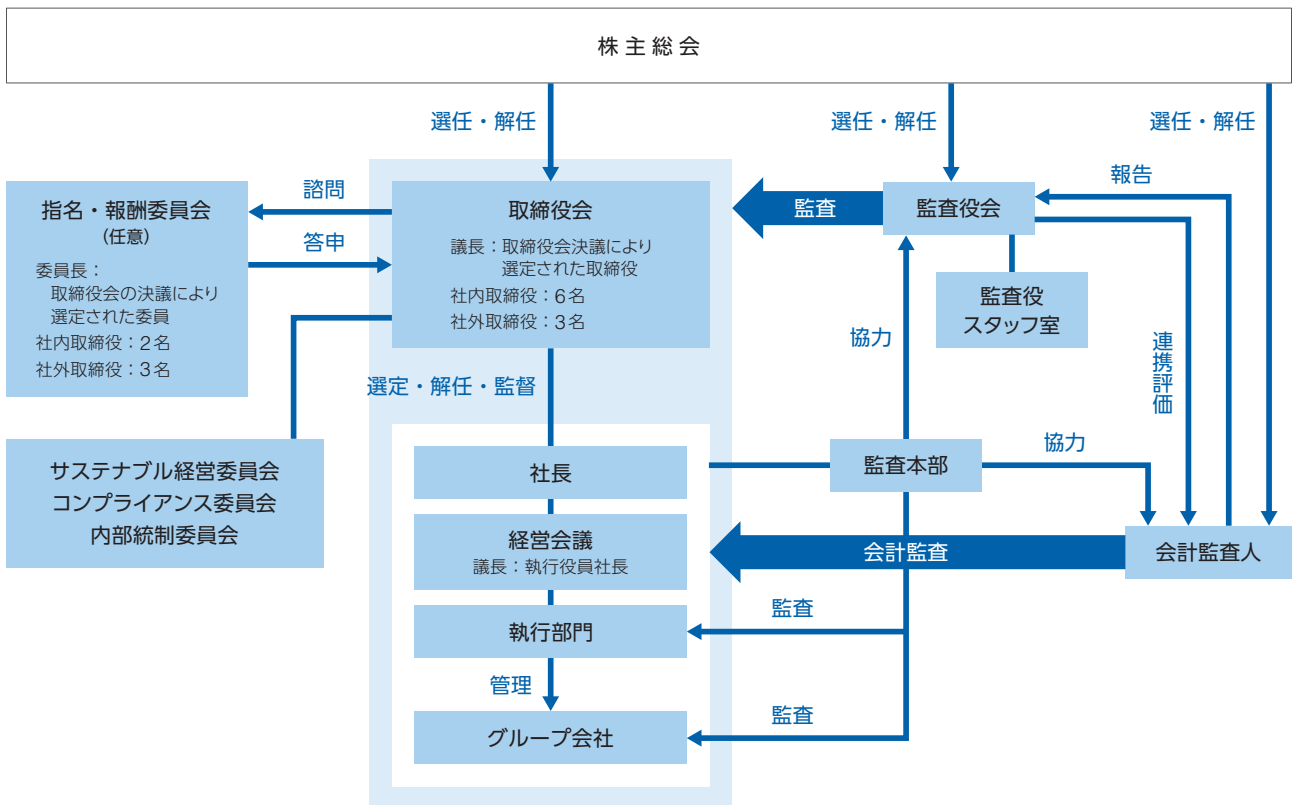 株主総会
選任・解任
選任・解任
選任・解任
指名・報酬委員会
（任意）
委員長：
取締役会の決議により
選定された委員
社内取締役：2名
社外取締役：3名
諮問
答申
取締役会
議長：取締役会決議により
選定された取締役
社内取締役：6名
社外取締役：3名
監査
監査役会
報告
監査役
スタッフ室
協力
連携評価
選定・解任・監督
サステナブル経営委員会
コンプライアンス委員会
内部統制委員会
社長
監査本部
協力
経営会議
議長：執行役員社長
会計監査
会計監査人
執行部門
監査
管理
グループ会社
監査